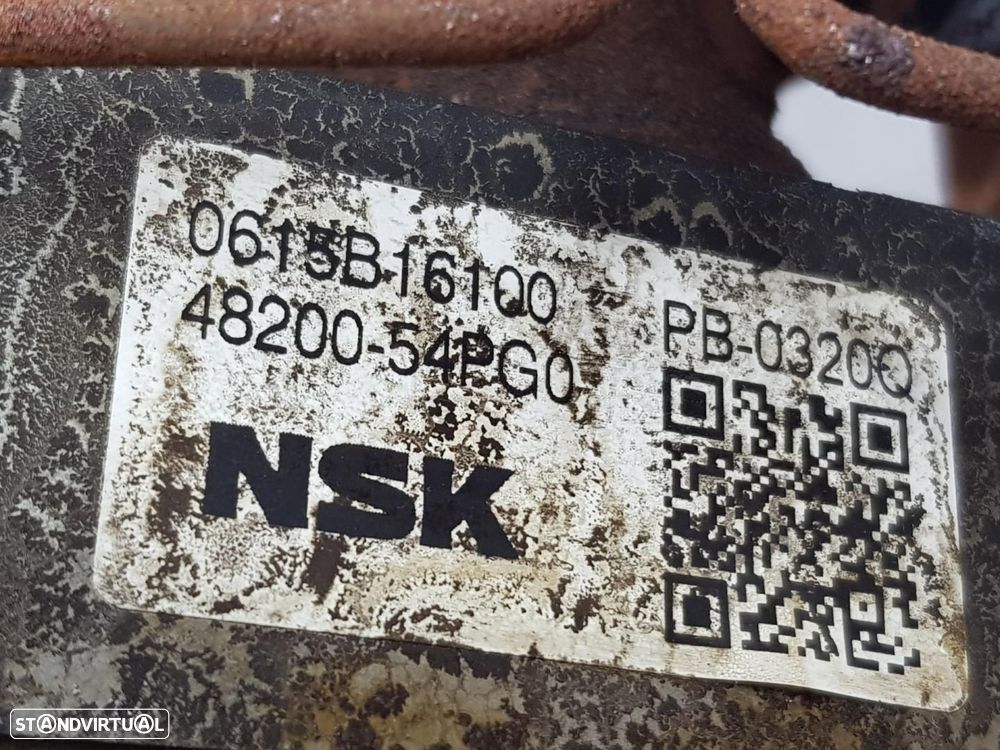 0615B16100
48200-54PG0
PB-0320Q
NSK
STANDVIRTUAL